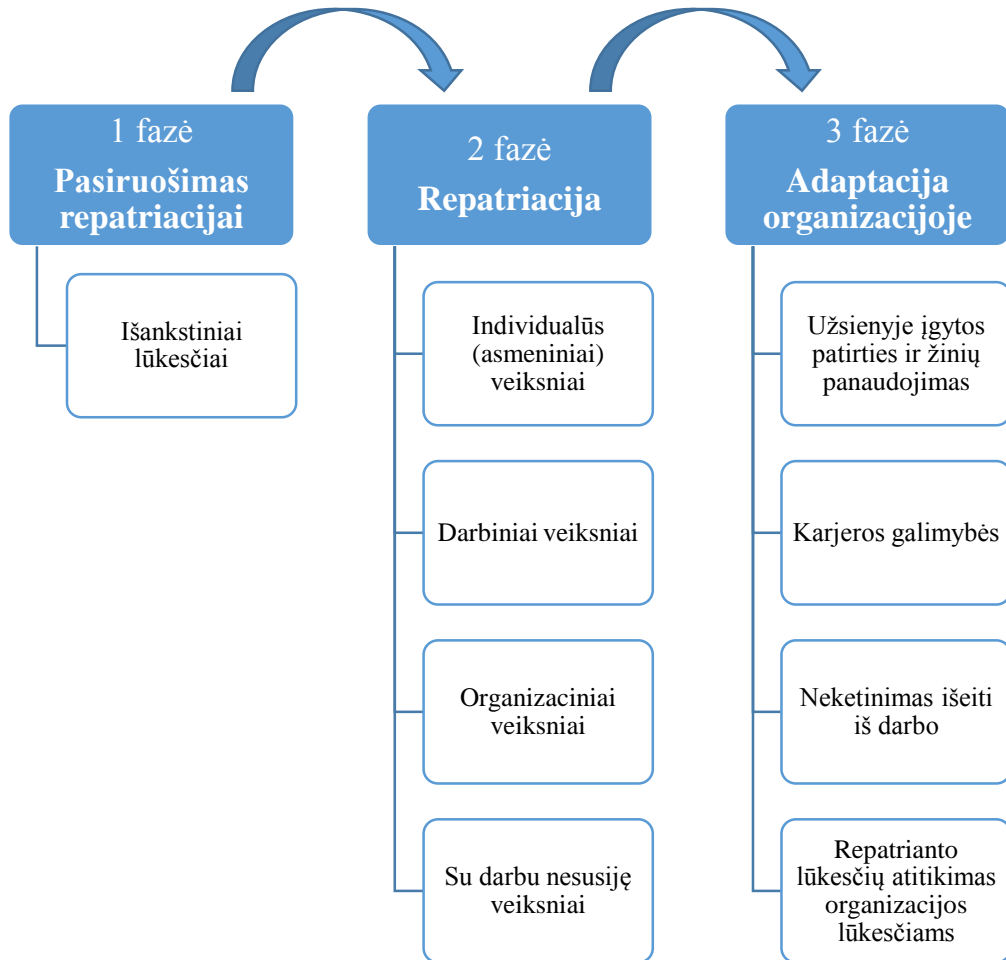 1 fazė
Pasiruošimas
repatriacijai
Išankstiniai
lūkesčiai
2 fazė
Repatriacija
Individualūs
(asmeniniai)
veiksniai
Darbiniai veiksniai
Organizaciniai
veiksniai
Su darbu nesusiję
veiksniai
3 fazė
Adaptacija
organizacijoje
Užsienyje įgytos
patirties ir žinių
panaudojimas
Karjeros galimybės
Neketinimas išeiti
iš darbo
Repatrianto
lūkesčių atitikimas
organizacijos
lūkesčiams